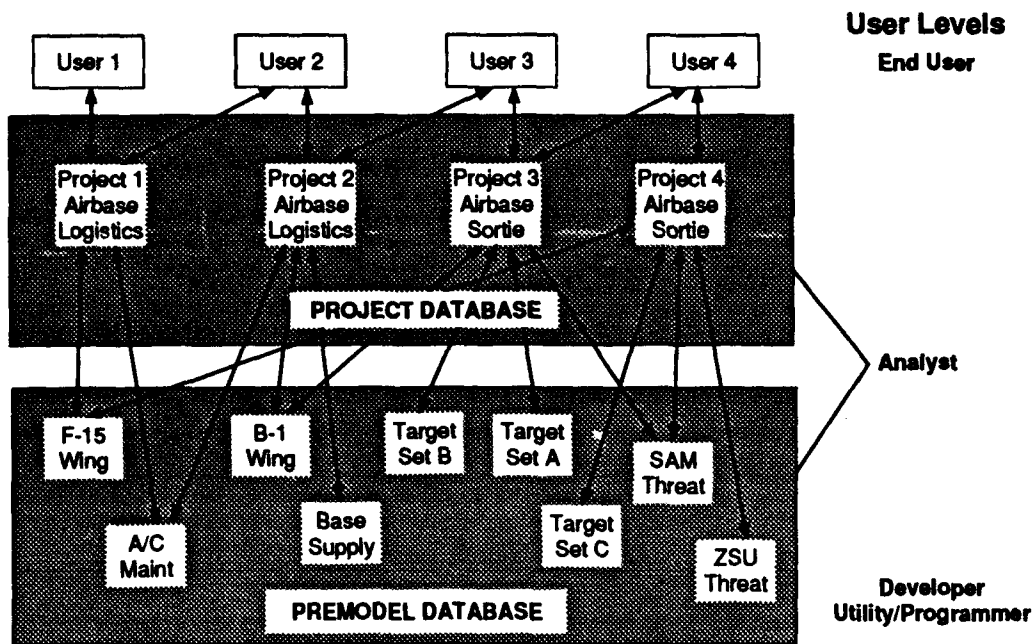 User Levels
User 1
User 2
User 3
User 4
End User
Project 1
Airbase
Logistics
Project 2
Airbase
Logistics
Project 3
Airbase
Sortie
Project 4
Airbase
Sortie
PROJECT DATABASE
Analyst
F-15
Wing
B-1
Wing
Target
Set B
Target
Set A
SAM
Threat
A/C
Maint
Base
Supply
Target
Set C
ZSU
Threat
PREMODEL DATABASE
Developer
Utility/Programmer